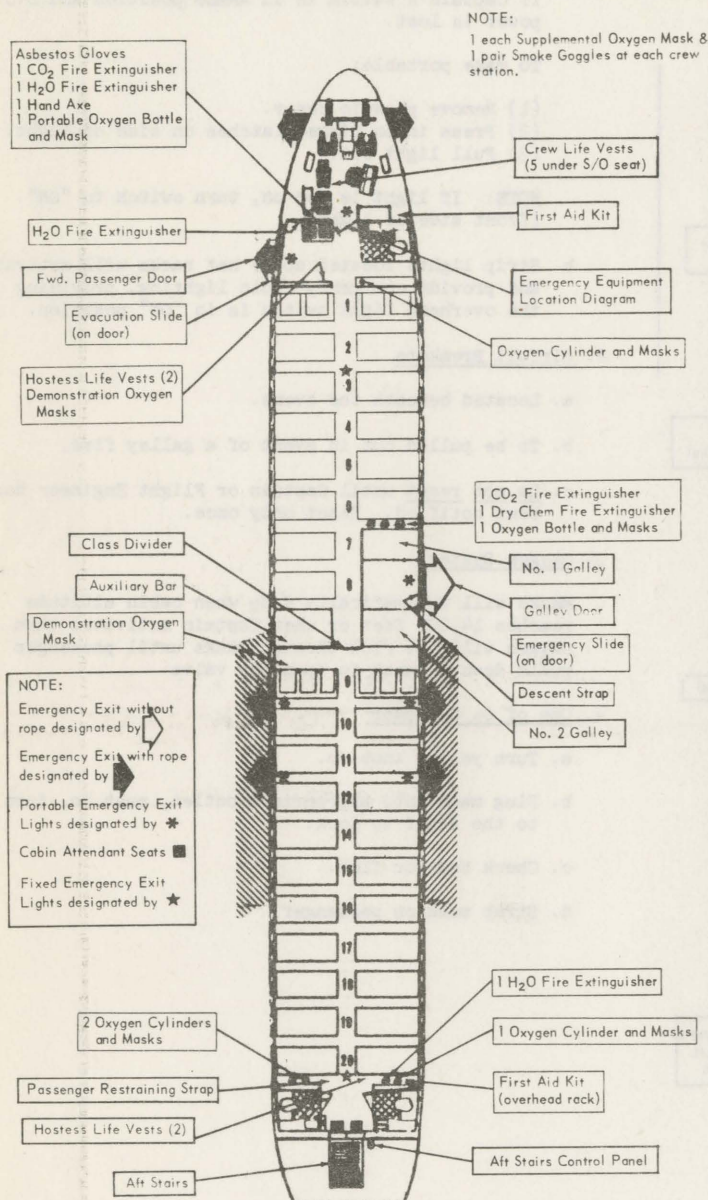 NOTE:
1 each Supplemental Oxygen Mask &
1 pair Smoke Goggles at each crew
station.
Asbestos Gloves
1 CO2 Fire Extinguisher
1 H2O Fire Extinguisher
1 Hand Axe
1 Portable Oxygen Bottle
and Mask
Crew Life Vests
(5 under S/O seat)
First Aid Kit
H2O Fire Extinguisher
Fwd. Passenger Door
Evacuation Slide
(on door)
Emergency Equipment
Location Diagram
Oxygen Cylinder and Masks
Hostess Life Vests (2)
Demonstration Oxygen
Masks
1
2
3
4
5
6
7
8
9
10
11
12
14
15
16
17
18
19
20
1 CO2 Fire Extinguisher
1 Dry Chem Fire Extinguisher
1 Oxygen Bottle and Masks
Class Divider
No. 1 Galley
Auxiliary Bar
Galley Door
Demonstration Oxygen
Mask
Emergency Slide
(on door)
Descent Strap
No. 2 Galley
NOTE:
Emergency Exit without
rope designated by
Emergency Exit with rope
designated by
Portable Emergency Exit
Lights designated by *
Cabin Attendant Seats ■
Fixed Emergency Exit
Lights designated by ★
1 H2O Fire Extinguisher
2 Oxygen Cylinders
and Masks
1 Oxygen Cylinder and Masks
Passenger Restraining Strap
First Aid Kit
(overhead rack)
Hostess Life Vests (2)
Aft Stairs
Aft Stairs Control Panel